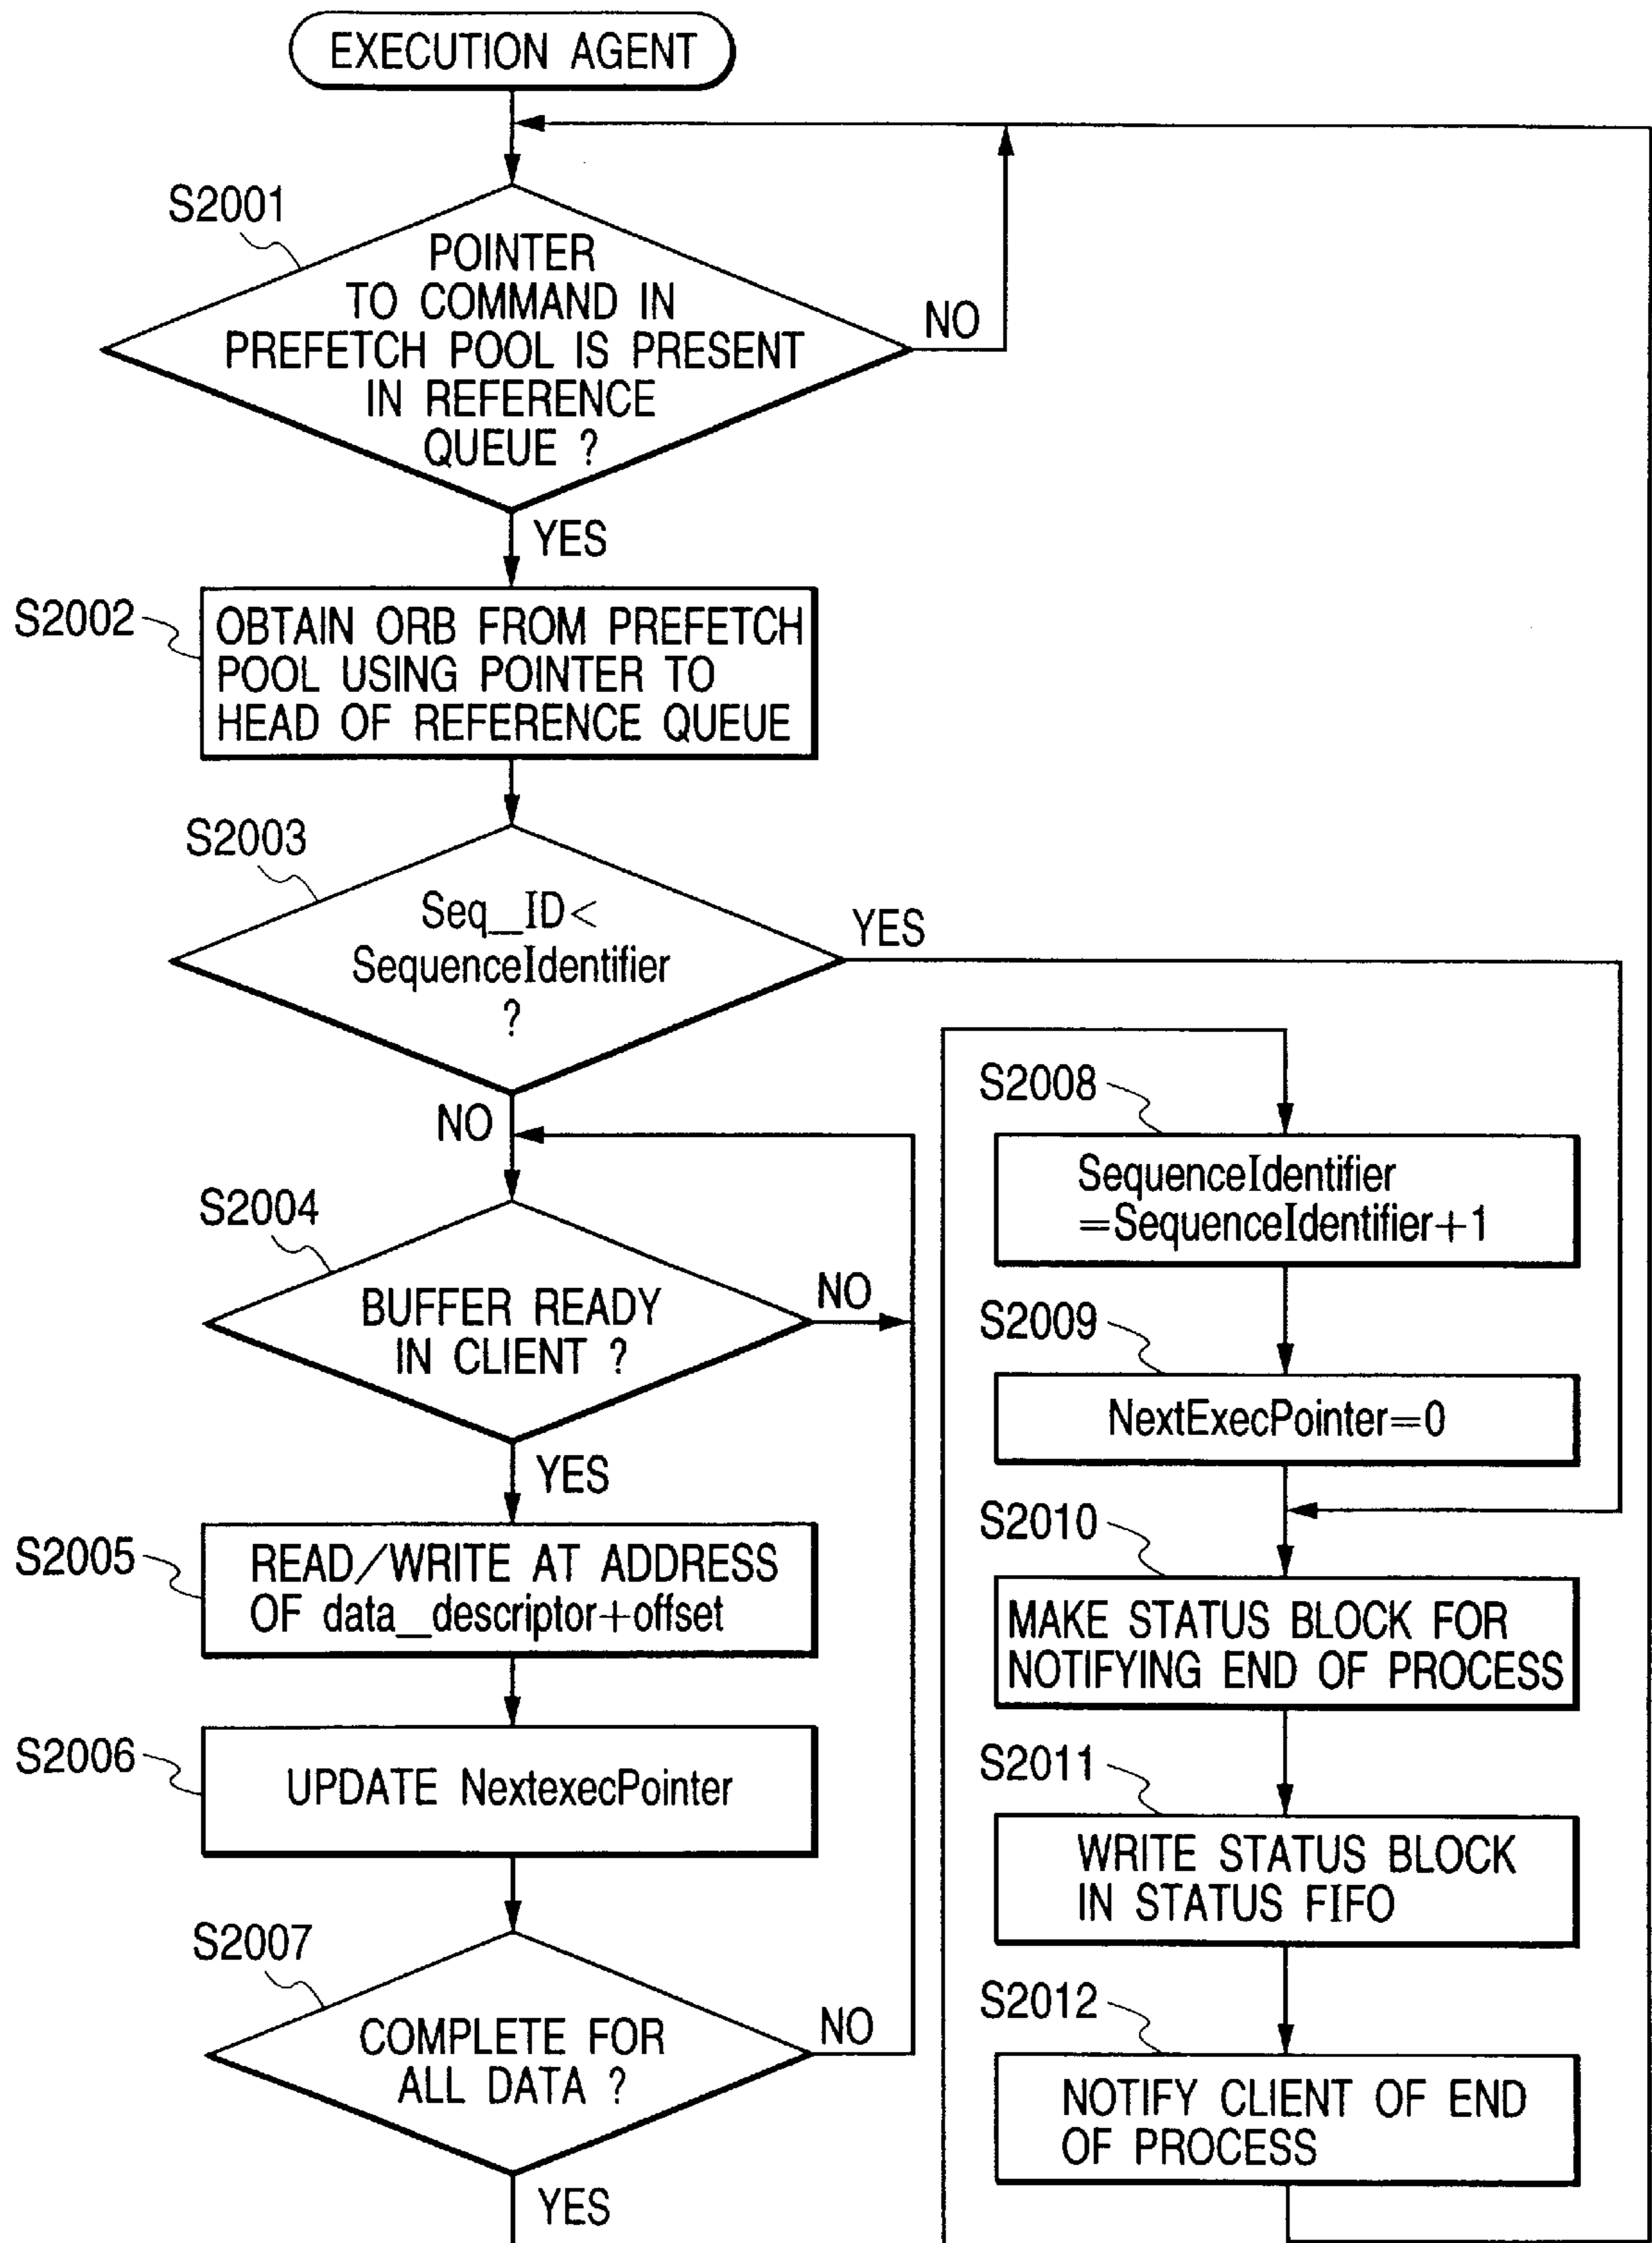 EXECUTION AGENT
S2001
POINTER
TO COMMAND IN
PREFETCH POOL IS PRESENT
IN REFERENCE
QUEUE ?
NO
YES
S2002
OBTAIN ORB FROM PREFETCH
POOL USING POINTER TO
HEAD OF REFERENCE QUEUE
S2003
Seq_ID<
SequenceIdentifier
?
YES
NO
S2004
BUFFER READY
IN CLIENT ?
NO
YES
S2005
READ/WRITE AT ADDRESS
OF data_descriptor+offset
S2006
UPDATE NextexecPointer
S2007
COMPLETE FOR
ALL DATA ?
NO
YES
S2008
SequenceIdentifier
=SequenceIdentifier+1
S2009
NextExecPointer=0
S2010
MAKE STATUS BLOCK FOR
NOTIFYING END OF PROCESS
S2011
WRITE STATUS BLOCK
IN STATUS FIFO
S2012
NOTIFY CLIENT OF END
OF PROCESS